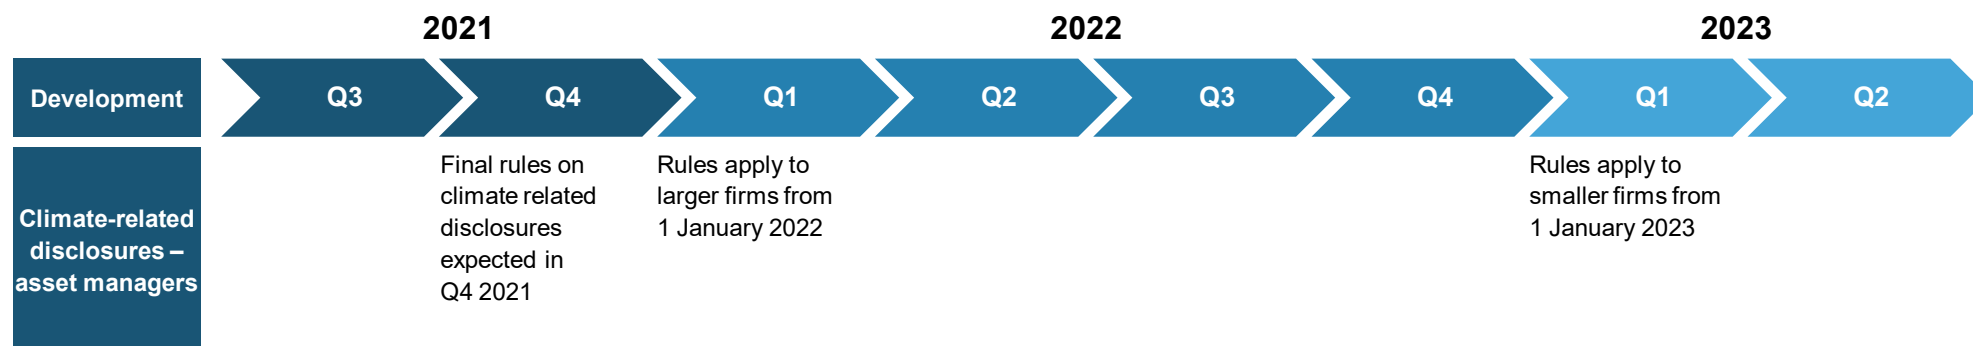 2021
2022
2023
Development
Q3
Q4
Q1
Q2
Q3
Q4
Q1
Q2
Climate-related
disclosures –
asset managers
Final rules on
climate related
disclosures
expected in
Q4 2021
Rules apply to
larger firms from
1 January 2022
Rules apply to
smaller firms from
1 January 2023